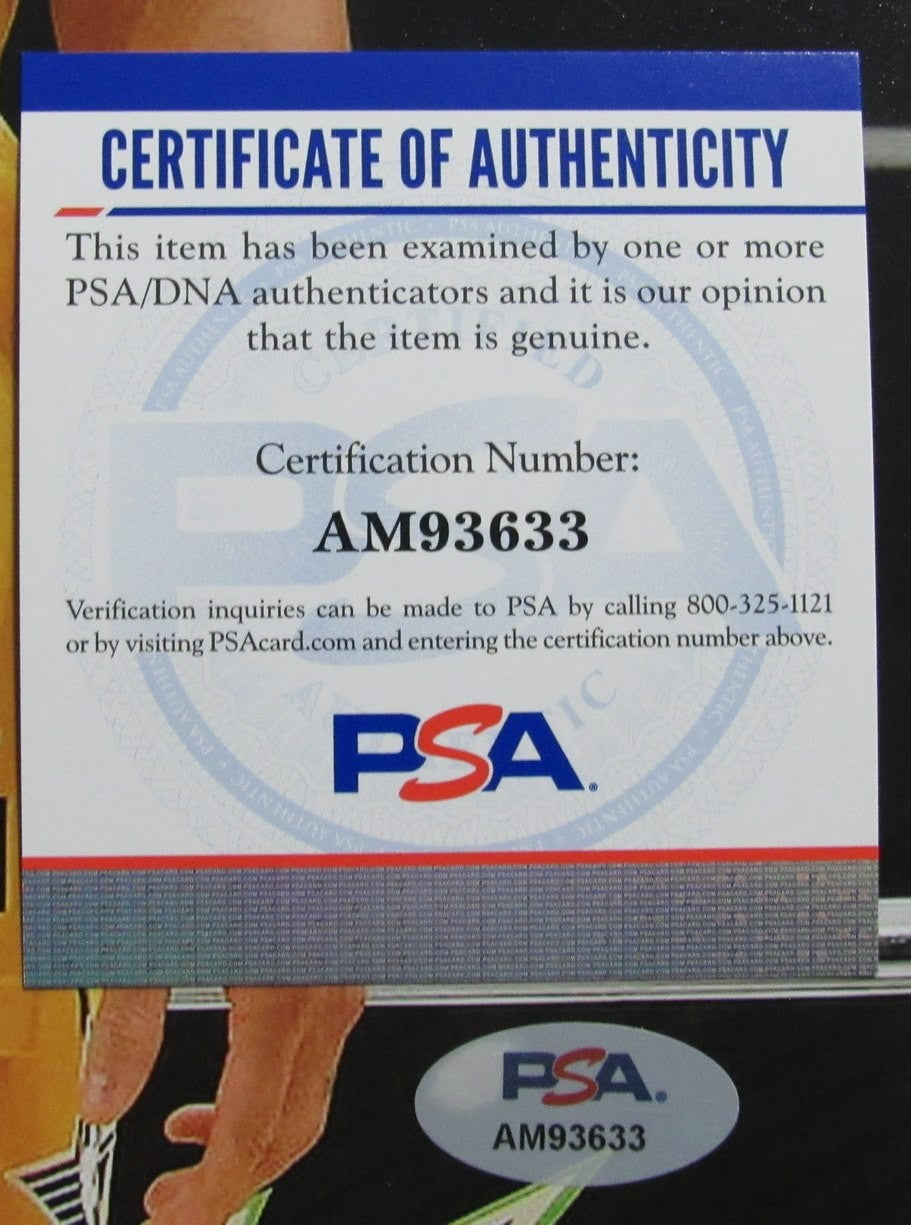 CERTIFICATE OF AUTHENTICITY
This item has been examined by one or more
PSA/DNA authenticators and it is our opinion
that the item is genuine.
Certification Number:
AM93633
Verification inquiries can be made to PSA by calling 800-325-1121
or by visiting PSAcard.com and entering the certification number above.
PSA®
PSA®
AM93633